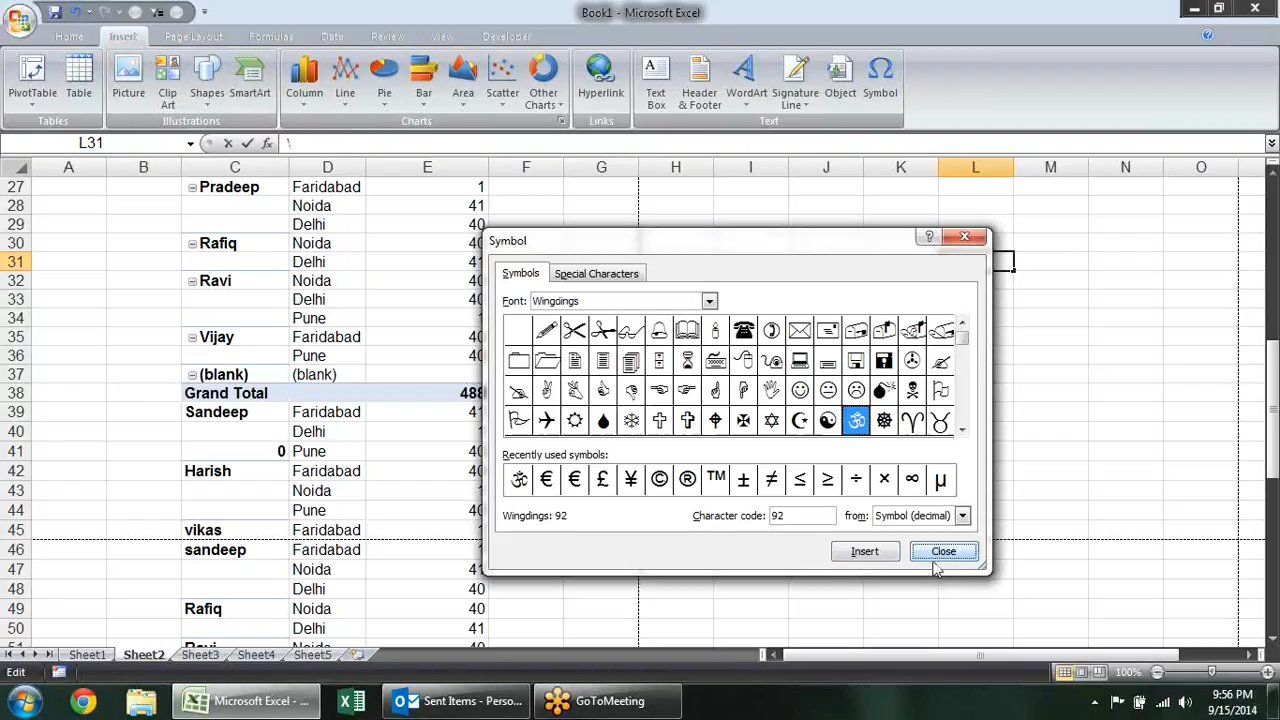 Book1 - Microsoft Excel
Home Insert Page Layout Formulas Data Review View Developer
PivotTable Table Picture Clip Art Shapes SmartArt Column Line Pie Bar Area Scatter Other Charts Hyperlink Text Box Header & Footer WordArt Signature Line Object Symbol
Tables Illustrations Charts Links Text
L31 fx \
A B C D E F G H I J K L M N O
27 Pradeep Faridabad 1
28 Noida 41
29 Delhi 40
30 Rafiq Noida 40
31 Delhi
32 Ravi Noida 40
33 Delhi 40
34 Pune
35 Vijay Faridabad 40
36 Pune 40
37 (blank) (blank)
38 Grand Total 488
39 Sandeep Faridabad
40 Delhi
41 0 Pune 40
42 Harish Faridabad 40
43 Noida
44 Pune 40
45 vikas Faridabad
46 sandeep Faridabad
47 Noida 41
48 Delhi 40
49 Rafiq Noida 40
50 Delhi 41
Symbol
Symbols Special Characters
Font: Wingdings
Recently used symbols:
ॐ € € £ ¥ © ® ™ ± ≠ ≤ ≥ ÷ × ∞ µ
Wingdings: 92 Character code: 92 from: Symbol (decimal)
Insert Close
Sheet1 Sheet2 Sheet3 Sheet4 Sheet5
Edit 100%
Microsoft Excel - ... Sent Items - Perso... GoToMeeting
9:56 PM
9/15/2014